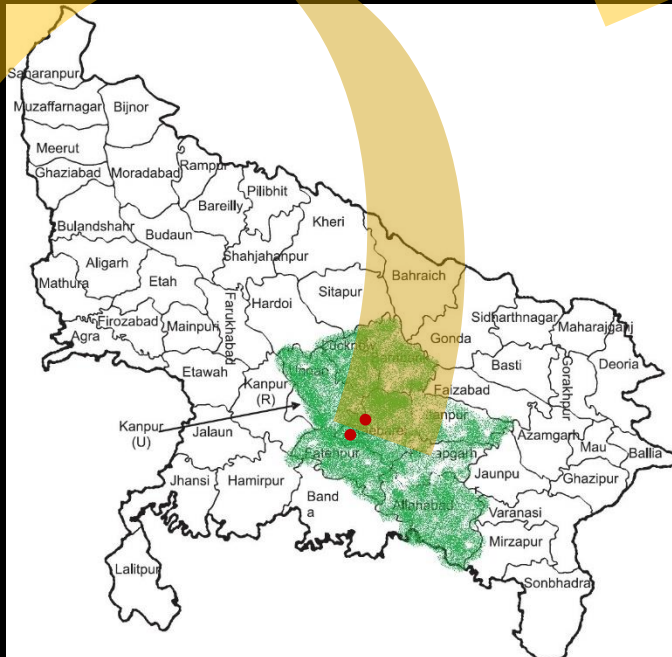 Saharanpur
Muzaffarnagar
Bijnor
Meerut
Ghaziabad
Moradabad
Rampur
Pilibhit
Bareilly
Kheri
Bulandshahr
Budaun
Shahjahanpur
Bahraich
Aligarh
Mathura
Etah
Hardoi
Sitapur
Sidharthnagar
Maharajganj
Firozabad
Agra
Mainpuri
Farukhabad
Lucknow
Gonda
Basti
Gorakhpur
Deoria
Etawah
Kanpur
(R)
Faizabad
Kanpur
(U)
Jalaun
Azamgarh
Mau
Ballia
Fatehpur
Jaunpu
Ghazipur
Jhansi
Hamirpur
Band
a
Allahabad
Varanasi
Mirzapur
Lalitpur
Sonbhadra